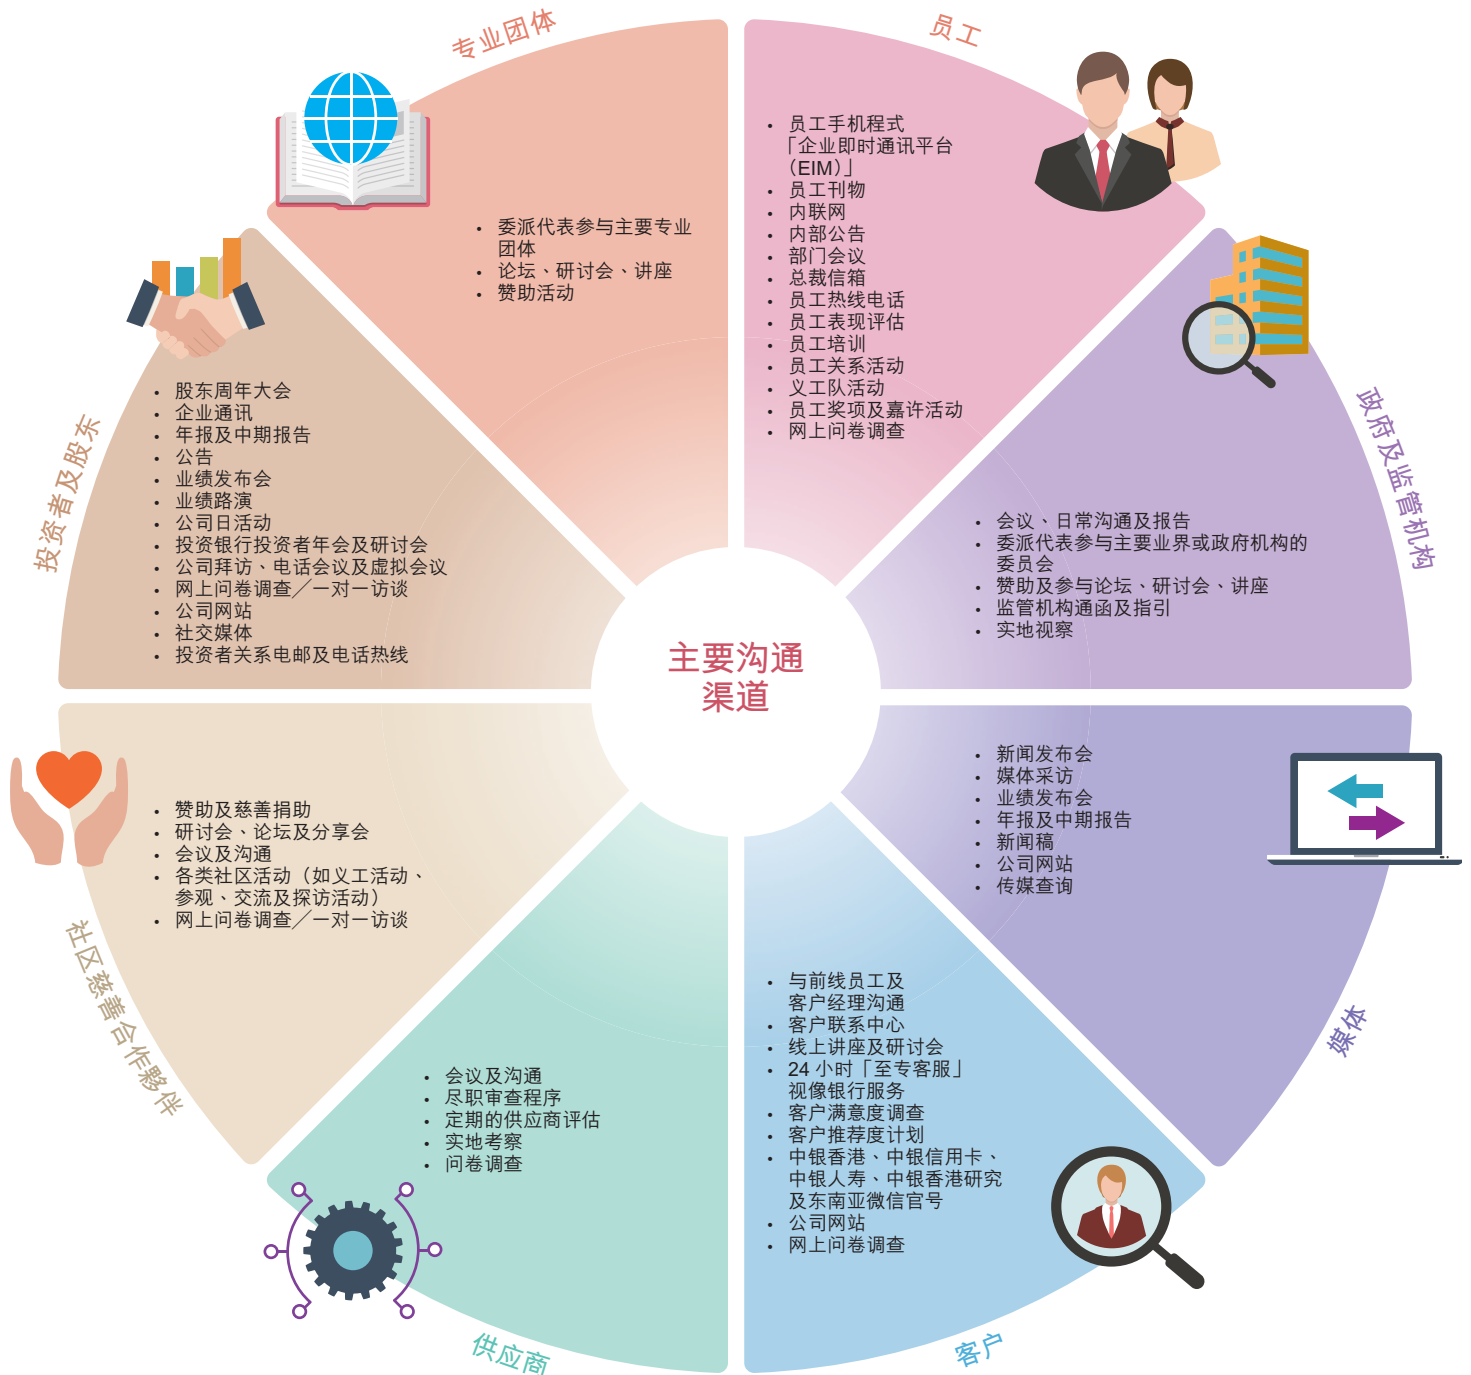 主要沟通
渠道
专业团体
• 委派代表参与主要专业
团体
• 论坛、研讨会、讲座
• 赞助活动
员工
• 员工手机程式
「企业即时通讯平台
（EIM）」
• 员工刊物
• 内联网
• 内部公告
• 部门会议
• 总裁信箱
• 员工热线电话
• 员工表现评估
• 员工培训
• 员工关系活动
• 义工队活动
• 员工奖项及嘉许活动
• 网上问卷调查
政府及监管机构
• 会议、日常沟通及报告
• 委派代表参与主要业界或政府机构的
委员会
• 赞助及参与论坛、研讨会、讲座
• 监管机构通函及指引
• 实地视察
媒体
• 新闻发布会
• 媒体采访
• 业绩发布会
• 年报及中期报告
• 新闻稿
• 公司网站
• 传媒查询
客户
• 与前线员工及
客户经理沟通
• 客户联系中心
• 线上讲座及研讨会
• 24 小时「至专客服」
视像银行服务
• 客户满意度调查
• 客户推荐度计划
• 中银香港、中银信用卡、
中银人寿、中银香港研究
及东南亚微信官号
• 公司网站
• 网上问卷调查
供应商
• 会议及沟通
• 尽职审查程序
• 定期的供应商评估
• 实地考察
• 问卷调查
社区慈善合作夥伴
• 赞助及慈善捐助
• 研讨会、论坛及分享会
• 会议及沟通
• 各类社区活动（如义工活动、
参观、交流及探访活动）
• 网上问卷调查╱一对一访谈
投资者及股东
• 股东周年大会
• 企业通讯
• 年报及中期报告
• 公告
• 业绩发布会
• 业绩路演
• 公司日活动
• 投资银行投资者年会及研讨会
• 公司拜访、电话会议及虚拟会议
• 网上问卷调查╱一对一访谈
• 公司网站
• 社交媒体
• 投资者关系电邮及电话热线